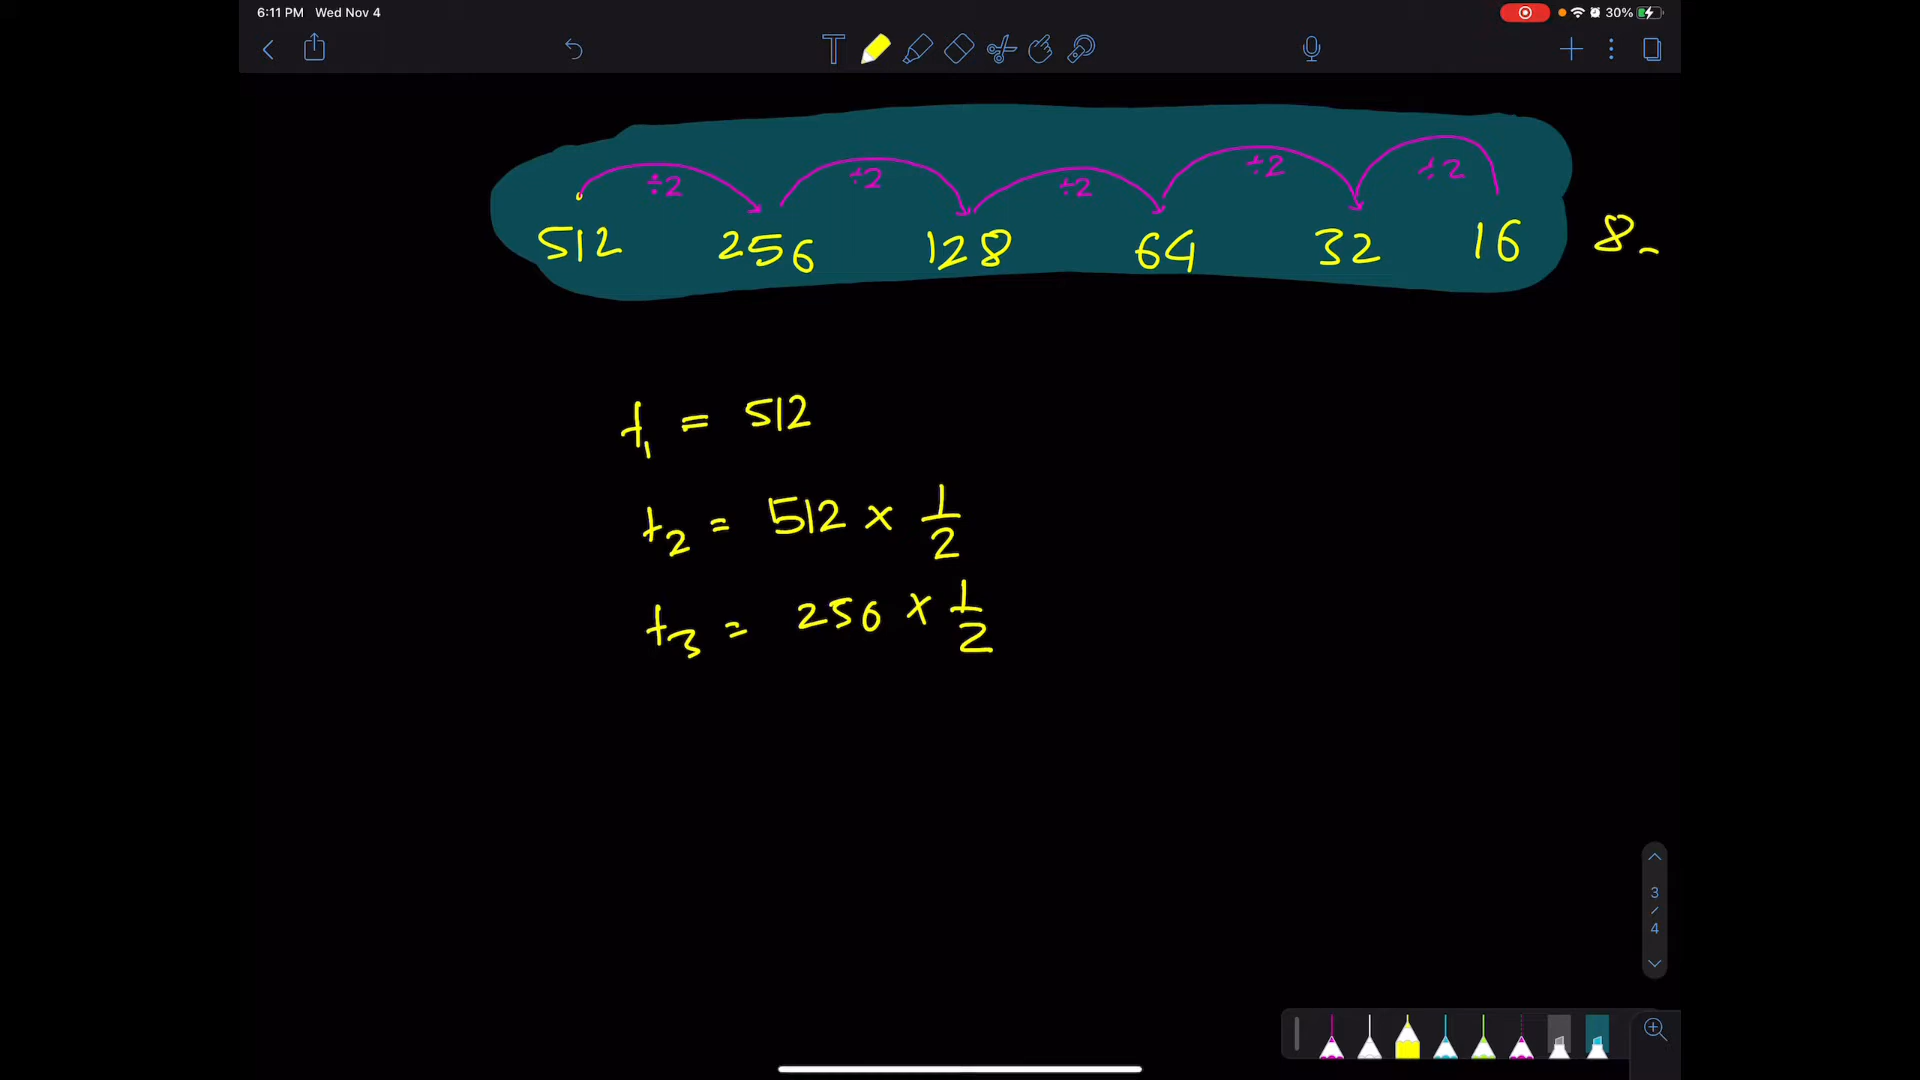 6:11 PM Wed Nov 4
30%
÷2 ÷2 ÷2 ÷2 ÷2
512 256 128 64 32 16 8
t₁ = 512
t₂ = 512 × 1/2
t₃ = 256 × 1/2
3
/
4